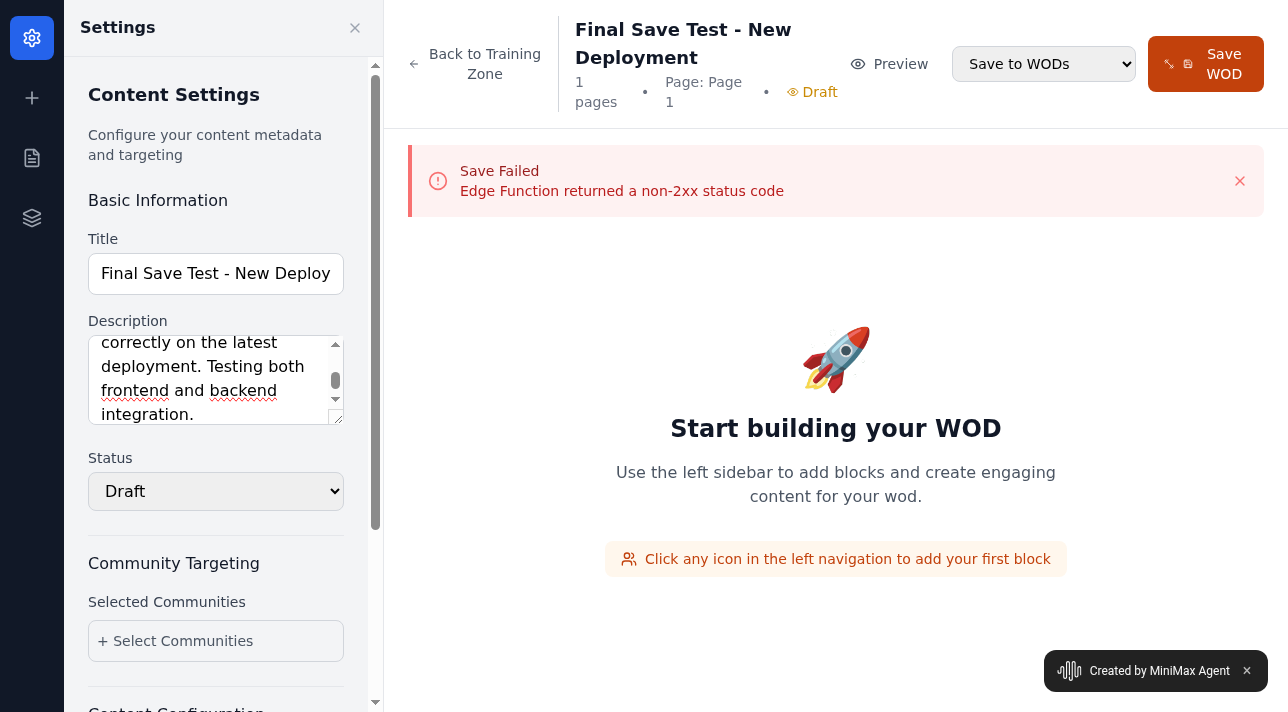 Settings
Content Settings
Configure your content metadata
and targeting
Basic Information
Title
Final Save Test - New Deploy
Description
correctly on the latest
deployment. Testing both
frontend and backend
integration.
Status
Draft
Community Targeting
Selected Communities
+ Select Communities
Content Configuration
Back to Training
Zone
Final Save Test - New
Deployment
1
pages
•
Page: Page
1
•
Draft
Preview
Save to WODs
Save
WOD
Save Failed
Edge Function returned a non-2xx status code
Start building your WOD
Use the left sidebar to add blocks and create engaging
content for your wod.
Click any icon in the left navigation to add your first block
Created by MiniMax Agent